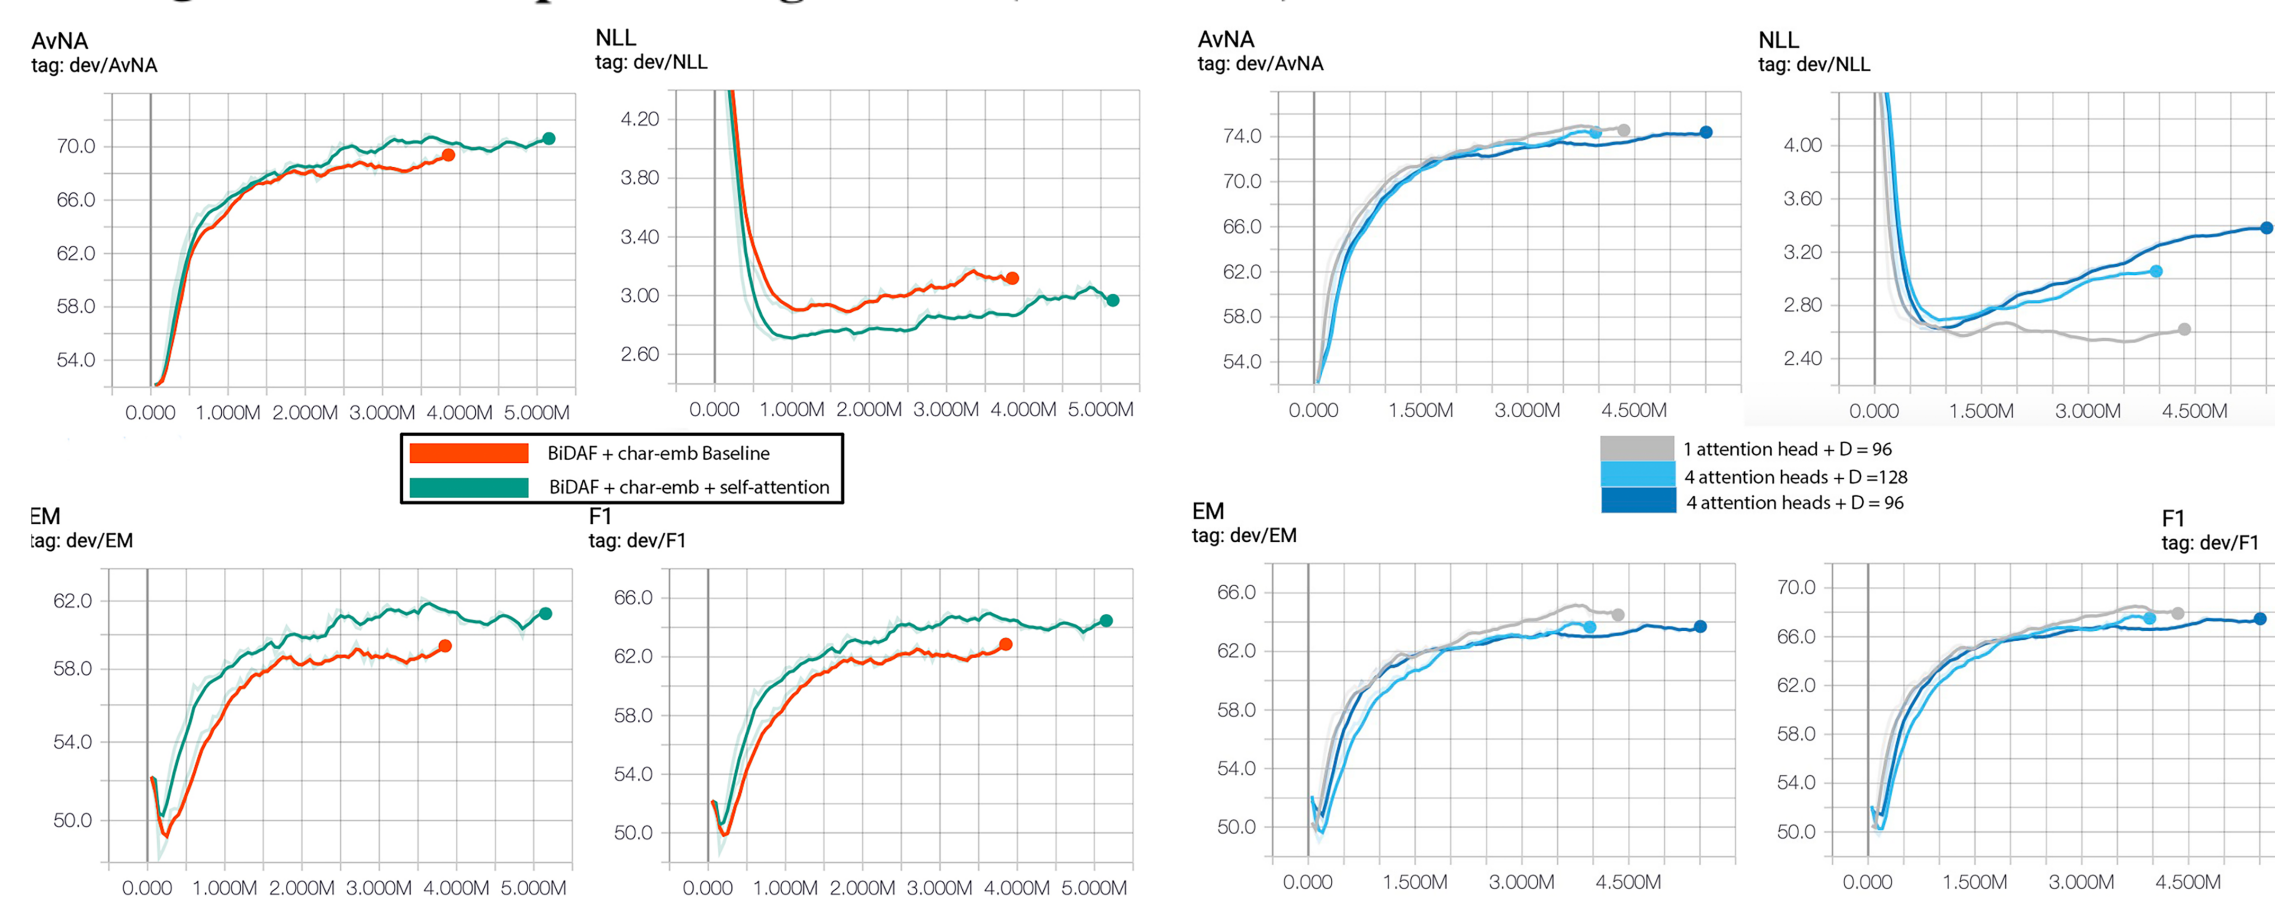 AvNA
tag: dev/AvNA
70.0
66.0
62.0
58.0
54.0
0.000 1.000M 2.000M 3.000M 4.000M 5.000M
NLL
tag: dev/NLL
4.20
3.80
3.40
3.00
2.60
0.000 1.000M 2.000M 3.000M 4.000M 5.000M
AvNA
tag: dev/AvNA
74.0
70.0
66.0
62.0
58.0
54.0
0.000 1.500M 3.000M 4.500M
NLL
tag: dev/NLL
4.00
3.60
3.20
2.80
2.40
0.000 1.500M 3.000M 4.500M
BiDAF + char-emb Baseline
BiDAF + char-emb + self-attention
1 attention head + D = 96
4 attention heads + D =128
4 attention heads + D = 96
EM
tag: dev/EM
62.0
58.0
54.0
50.0
0.000 1.000M 2.000M 3.000M 4.000M 5.000M
F1
tag: dev/F1
66.0
62.0
58.0
54.0
50.0
0.000 1.000M 2.000M 3.000M 4.000M 5.000M
EM
tag: dev/EM
66.0
62.0
58.0
54.0
50.0
0.000 1.500M 3.000M 4.500M
F1
tag: dev/F1
70.0
66.0
62.0
58.0
54.0
50.0
0.000 1.500M 3.000M 4.500M